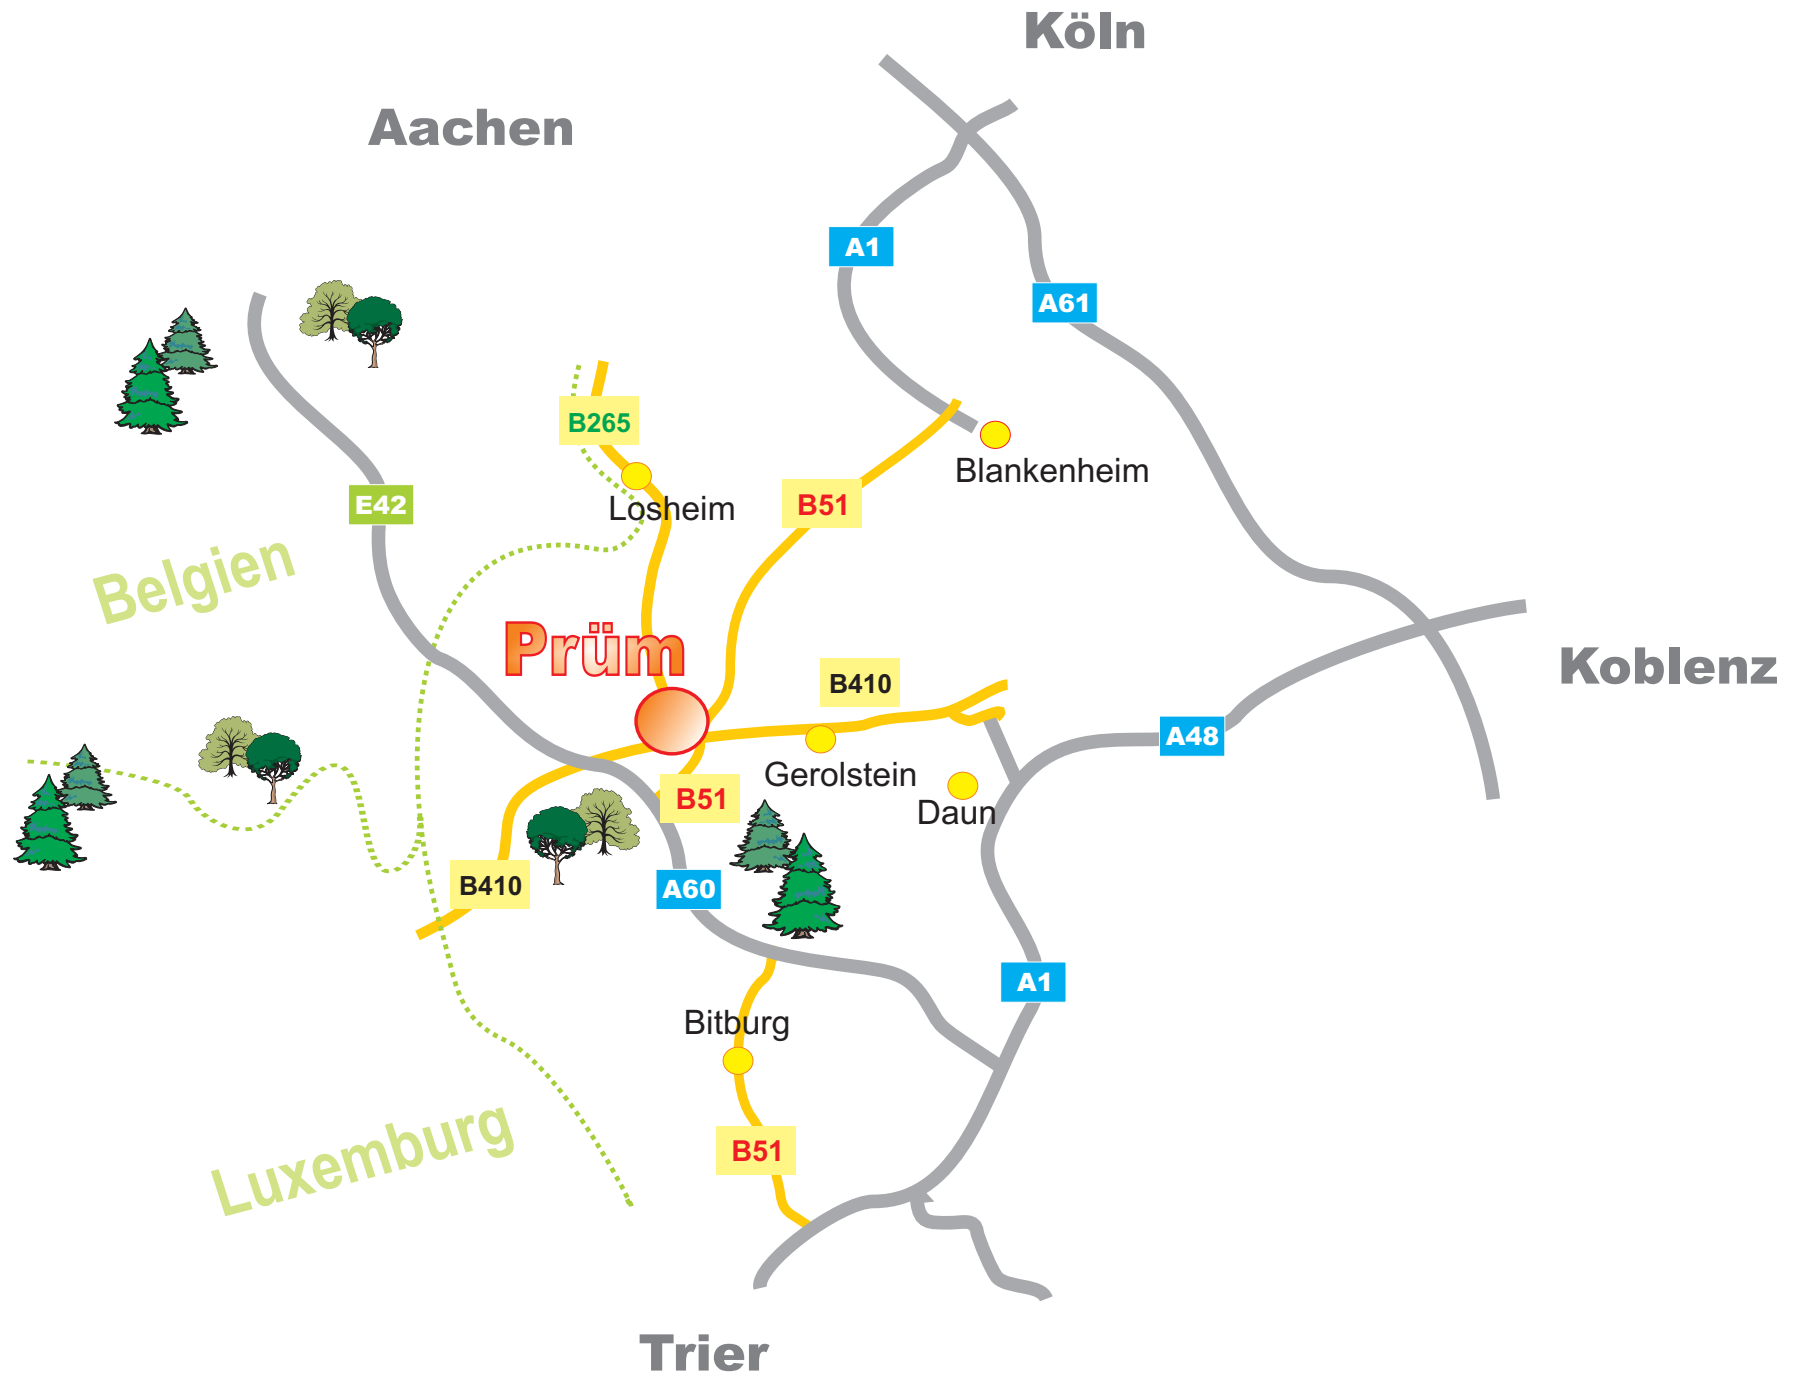 Köln
Aachen
A1
A61
B265
Blankenheim
Losheim
B51
E42
Belgien
Prüm
Koblenz
B410
A48
Gerolstein
Daun
B51
B410
A60
A1
Bitburg
B51
Luxemburg
Trier